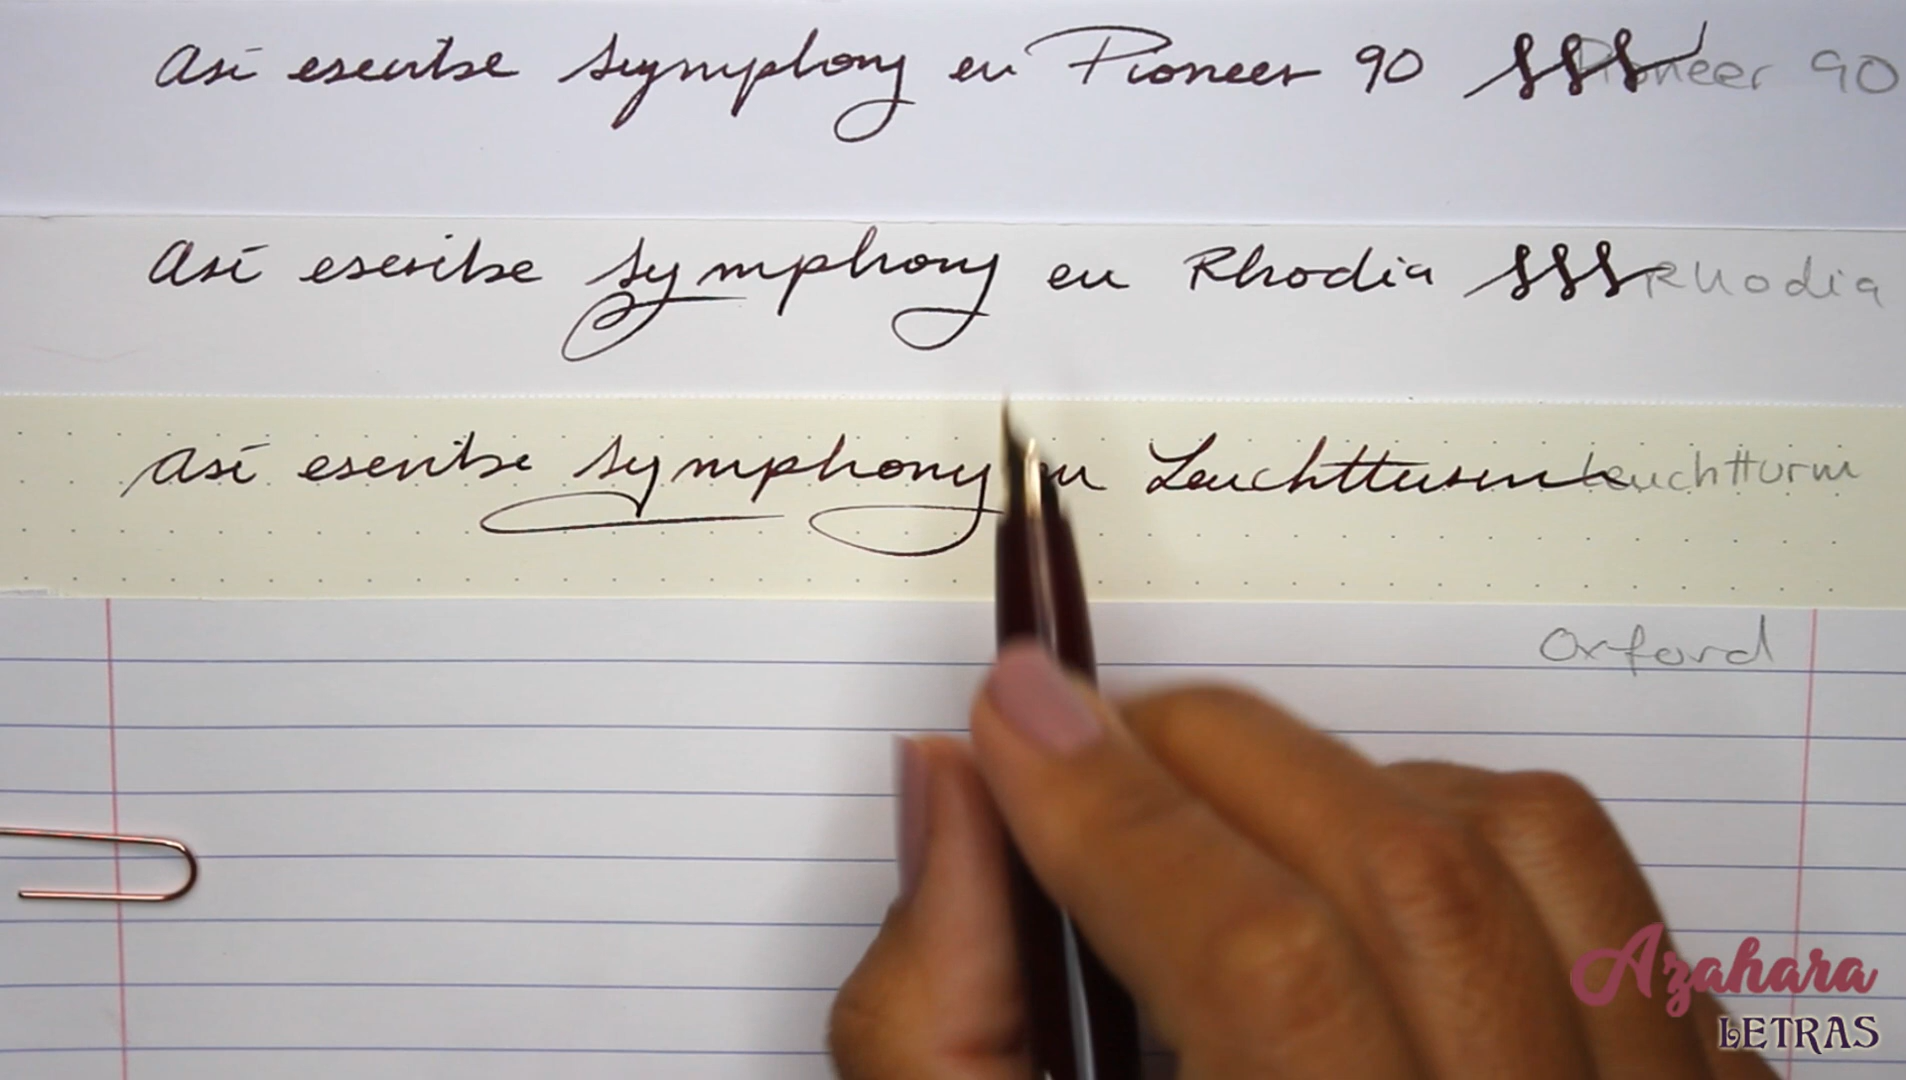 Así escribe Symphony en Pioneer 90 SSS Pioneer 90
Así escribe Symphony en Rhodia SSS Rhodia
Así escribe Symphony en Leuchtturm Leuchtturm
Oxford
Azahara
LETRAS